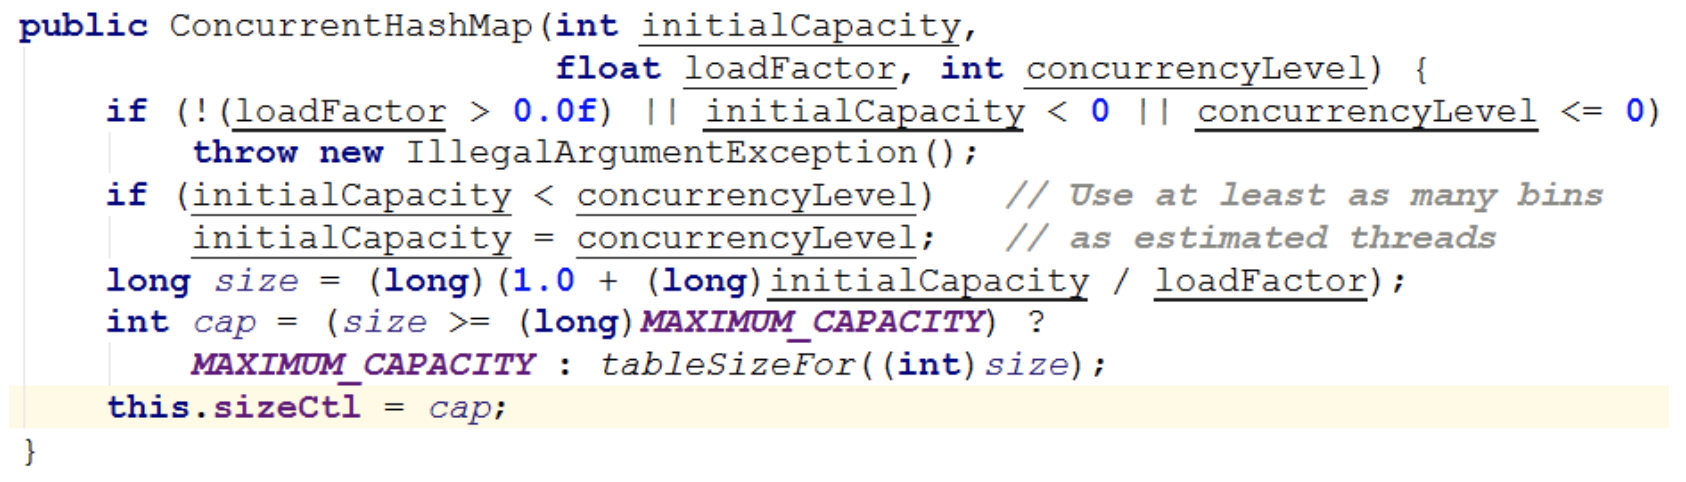 public ConcurrentHashMap(int initialCapacity,
                         float loadFactor, int concurrencyLevel) {
    if (!(loadFactor > 0.0f) || initialCapacity < 0 || concurrencyLevel <= 0)
        throw new IllegalArgumentException();
    if (initialCapacity < concurrencyLevel)   // Use at least as many bins
        initialCapacity = concurrencyLevel;   // as estimated threads
    long size = (long)(1.0 + (long)initialCapacity / loadFactor);
    int cap = (size >= (long)MAXIMUM_CAPACITY) ?
        MAXIMUM_CAPACITY : tableSizeFor((int)size);
    this.sizeCtl = cap;
}